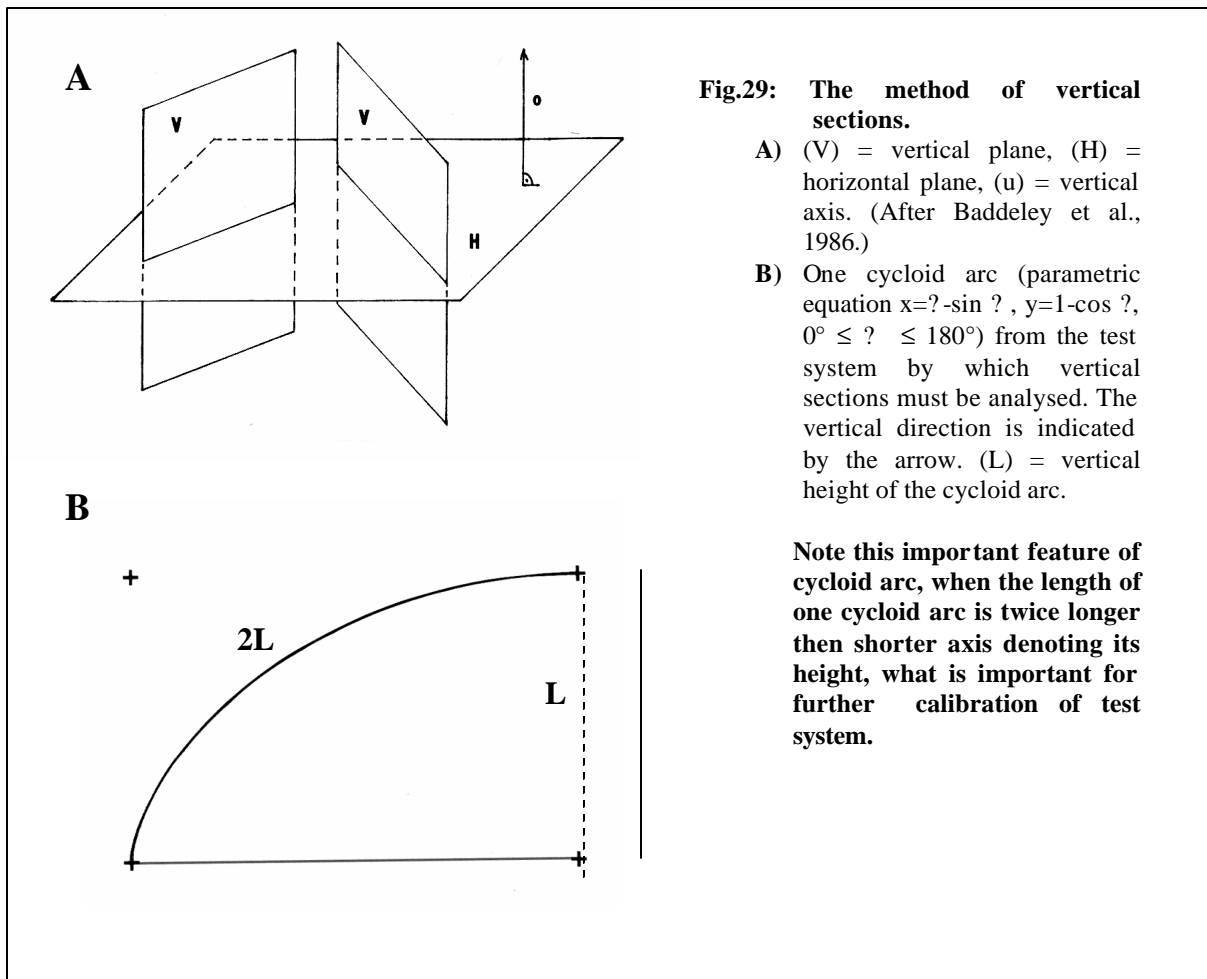 A
V
V
o
H
Fig.29: The method of vertical
sections.
A) (V) = vertical plane, (H) =
horizontal plane, (u) = vertical
axis. (After Baddeley et al.,
1986.)
B) One cycloid arc (parametric
equation x=?-sin ? , y=1-cos ?,
0° ≤ ? ≤ 180°) from the test
system by which vertical
sections must be analysed. The
vertical direction is indicated
by the arrow. (L) = vertical
height of the cycloid arc.
Note this important feature of
cycloid arc, when the length of
one cycloid arc is twice longer
then shorter axis denoting its
height, what is important for
further calibration of test
system.
B
2L
L